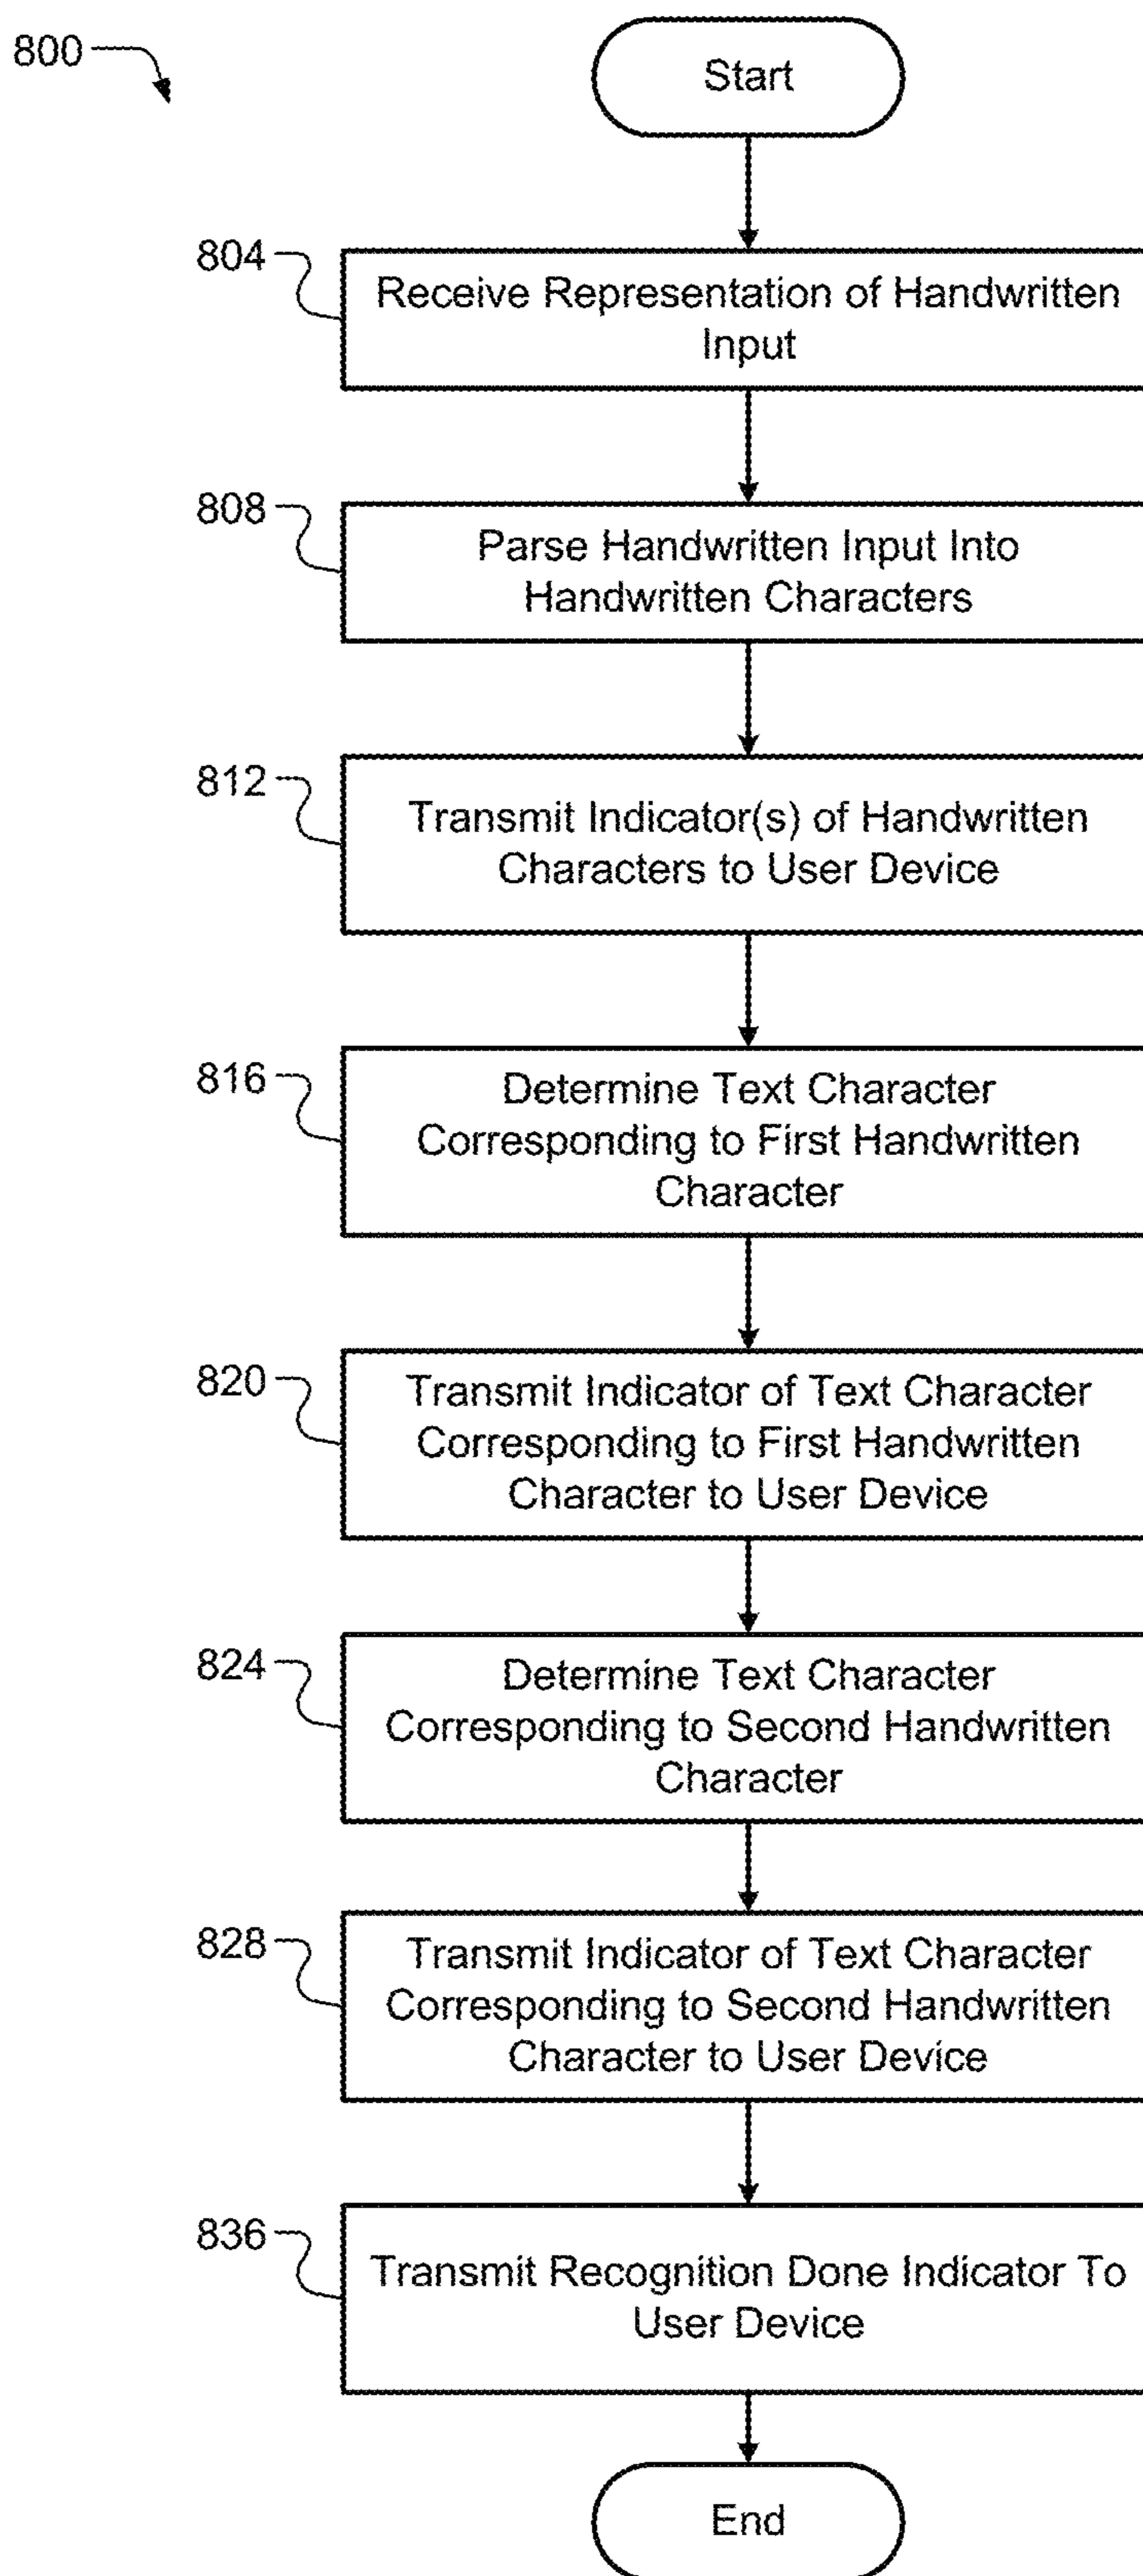 800
Start
804
Receive Representation of Handwritten
Input
808
Parse Handwritten Input Into
Handwritten Characters
812
Transmit Indicator(s) of Handwritten
Characters to User Device
816
Determine Text Character
Corresponding to First Handwritten
Character
820
Transmit Indicator of Text Character
Corresponding to First Handwritten
Character to User Device
824
Determine Text Character
Corresponding to Second Handwritten
Character
828
Transmit Indicator of Text Character
Corresponding to Second Handwritten
Character to User Device
836
Transmit Recognition Done Indicator To
User Device
End